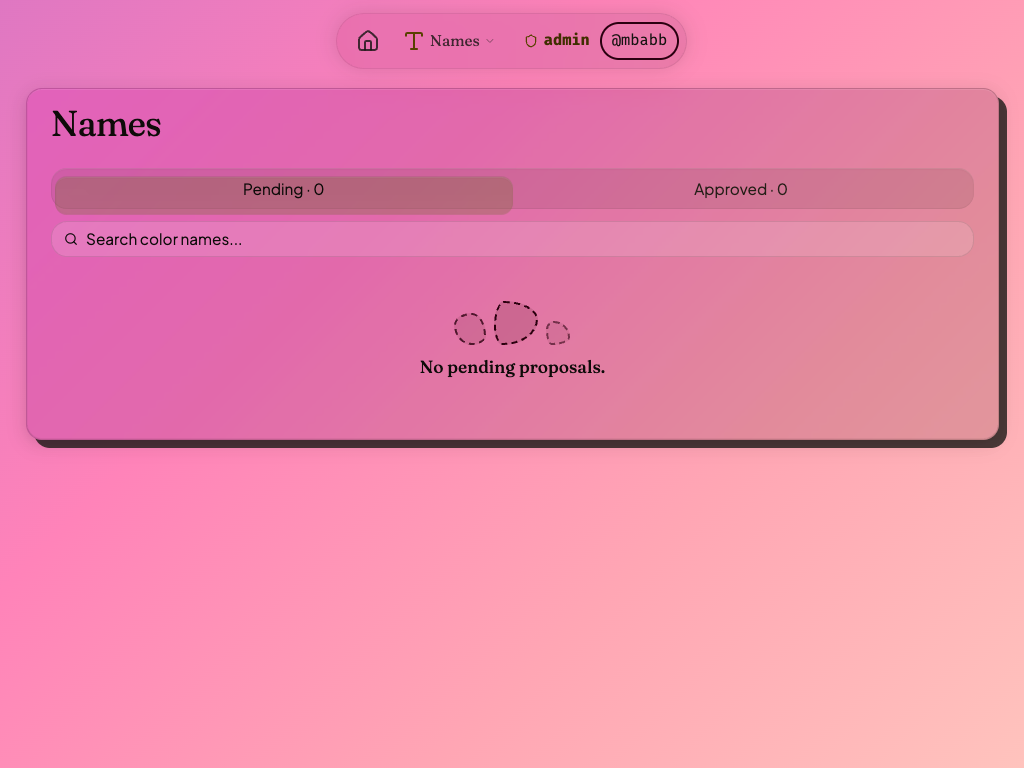 Names
admin
@mbabb
Names
Pending · 0
Approved · 0
Search color names...
No pending proposals.